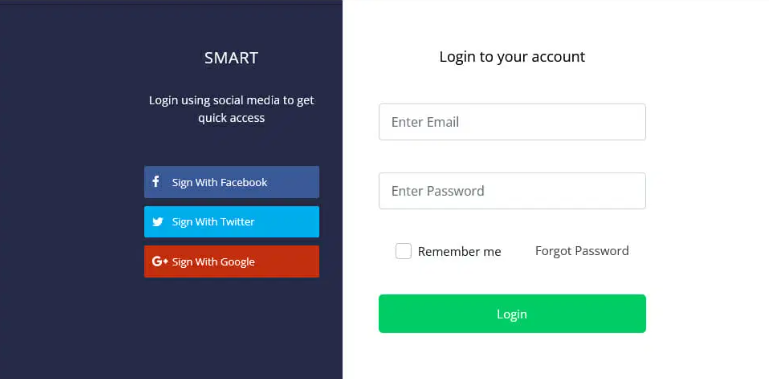 SMART
Login using social media to get
quick access
Sign With Facebook
Sign With Twitter
Sign With Google
Login to your account
Enter Email
Enter Password
Remember me
Forgot Password
Login